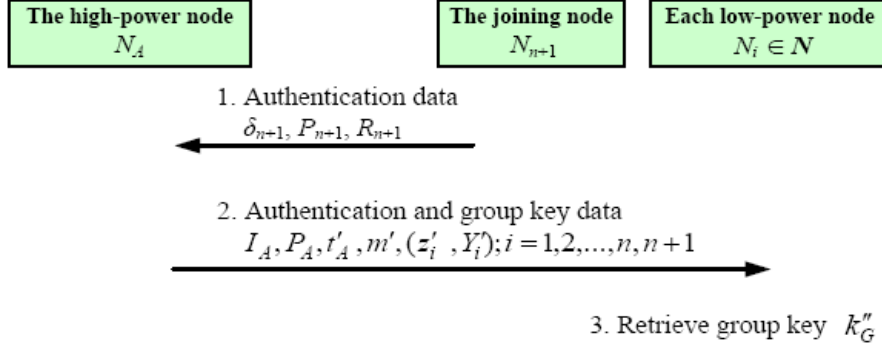 The high-power node
N_A
The joining node
N_{n+1}
Each low-power node
N_i ∈ N
1. Authentication data
δ_{n+1}, P_{n+1}, R_{n+1}
2. Authentication and group key data
I_A, P_A, t'_A, m', (z'_i , Y'_i); i = 1,2,...,n, n+1
3. Retrieve group key k''_G